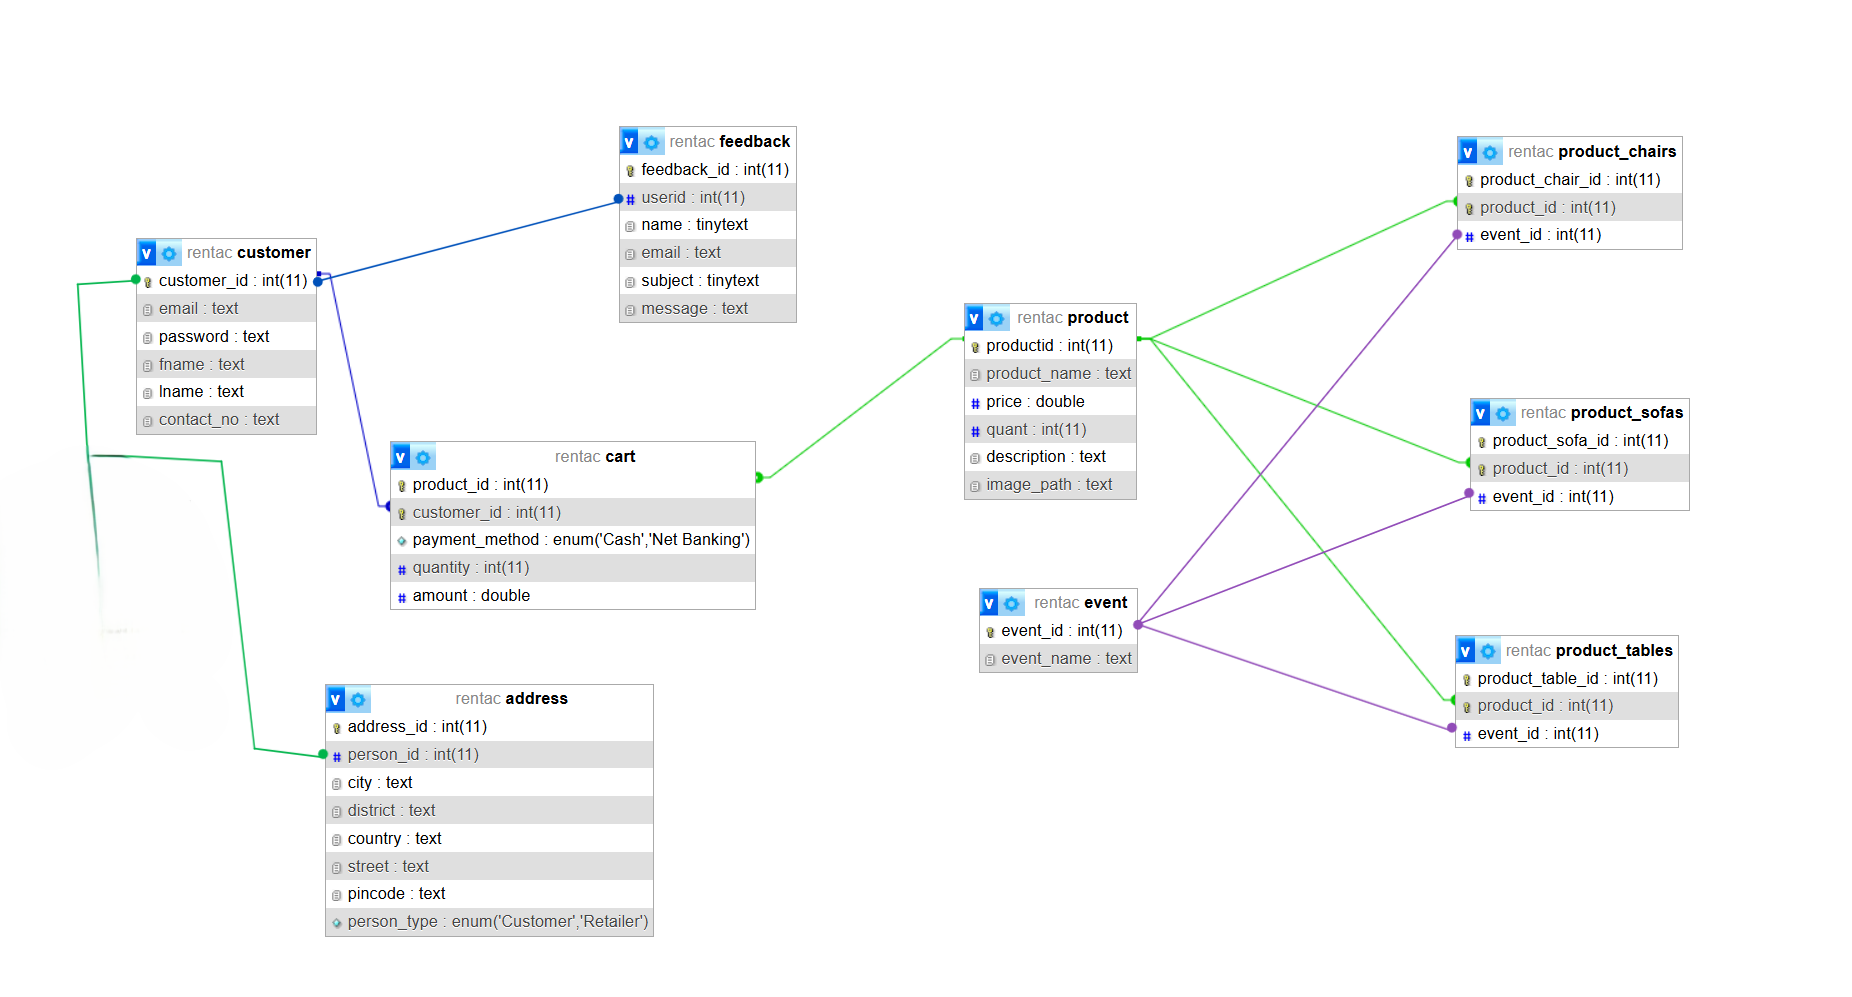 rentac feedback
feedback_id : int(11)
userid : int(11)
name : tinytext
email : text
subject : tinytext
message : text
rentac customer
customer_id : int(11)
email : text
password : text
fname : text
lname : text
contact_no : text
rentac cart
product_id : int(11)
customer_id : int(11)
payment_method : enum('Cash','Net Banking')
quantity : int(11)
amount : double
rentac address
address_id : int(11)
person_id : int(11)
city : text
district : text
country : text
street : text
pincode : text
person_type : enum('Customer','Retailer')
rentac product
productid : int(11)
product_name : text
price : double
quant : int(11)
description : text
image_path : text
rentac event
event_id : int(11)
event_name : text
rentac product_chairs
product_chair_id : int(11)
product_id : int(11)
event_id : int(11)
rentac product_sofas
product_sofa_id : int(11)
product_id : int(11)
event_id : int(11)
rentac product_tables
product_table_id : int(11)
product_id : int(11)
event_id : int(11)